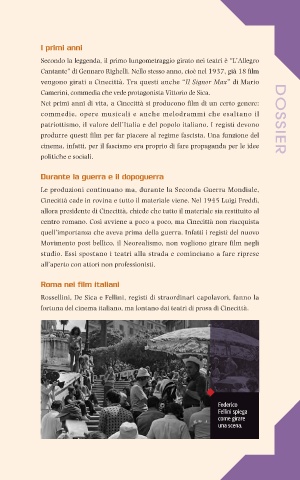 I primi anni
Secondo la leggenda, il primo lungometraggio girato nei teatri è "L'Allegro
Cantante" di Gennaro Righelli. Nello stesso anno, cioè nel 1937, già 18 film
vengono girati a Cinecittà. Tra questi anche "Il Signor Max" di Mario
Camerini, commedia che vede protagonista Vittorio de Sica.
Nei primi anni di vita, a Cinecittà si producono film di un certo genere:
commedie, opere musicali e anche melodrammi che esaltano il
patriottismo, il valore dell'Italia e del popolo italiano. I registi devono
produrre questi film per far piacere al regime fascista. Una funzione del
cinema, infatti, per il fascismo era proprio di fare propaganda per le idee
politiche e sociali.
Durante la guerra e il dopoguerra
Le produzioni continuano ma, durante la Seconda Guerra Mondiale,
Cinecittà cade in rovina e tutto il materiale viene. Nel 1945 Luigi Freddi,
allora presidente di Cinecittà, chiede che tutto il materiale sia restituito al
centro romano. Così avviene a poco a poco, ma Cinecittà non riacquista
quell'importanza che aveva prima della guerra. Infatti i registi del nuovo
Movimento post bellico, il Neorealismo, non vogliono girare film negli
studio. Essi spostano i teatri alla strada e cominciano a fare riprese
all'aperto con attori non professionisti.
Roma nei film italiani
Rossellini, De Sica e Fellini, registi di straordinari capolavori, fanno la
fortuna del cinema italiano, ma lontano dai teatri di prosa di Cinecittà.
Federico
Fellini spiega
come girare
una scena.
DOSSIER